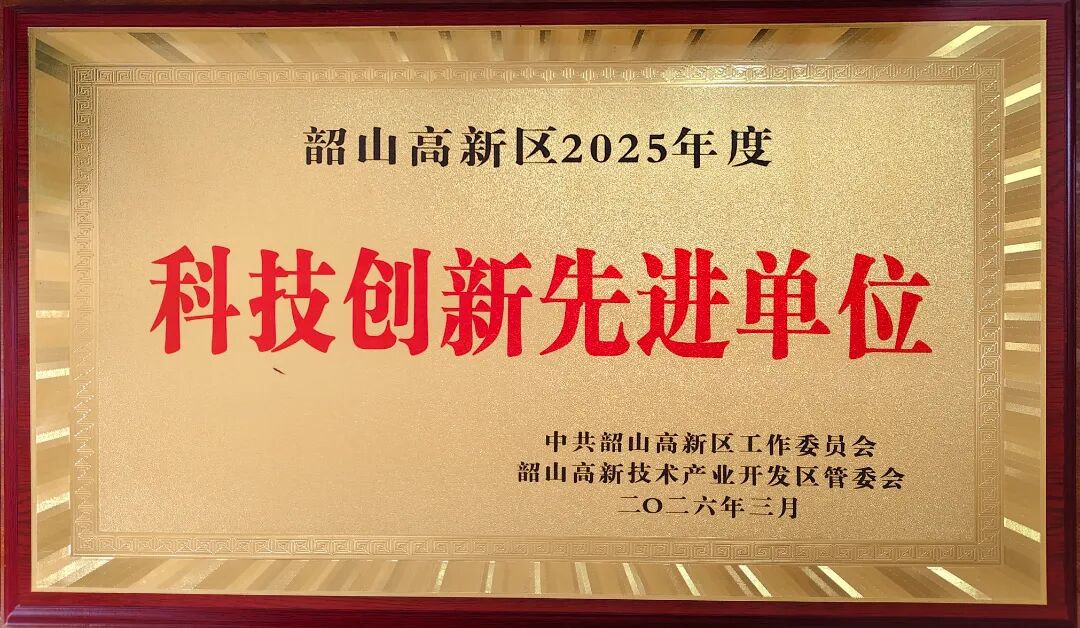 韶山高新区2025年度
科技创新先进单位
中共韶山高新区工作委员会
韶山高新技术产业开发区管委会
二〇二六年三月